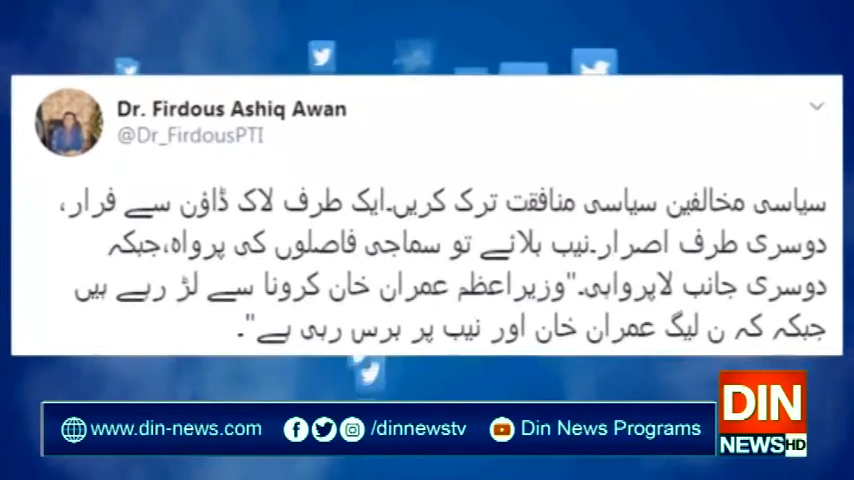 Dr. Firdous Ashiq Awan
@Dr_FirdousPTI
سیاسی مخالفین سیاسی منافقت ترک کریں۔ایک طرف لاک ڈاؤن سے فرار،
دوسری طرف اصرار۔نیب بلائے تو سماجی فاصلوں کی پرواہ،جبکہ
دوسری جانب لاپرواہی۔"وزیراعظم عمران خان کرونا سے لڑ رہے ہیں
جبکہ کہ ن لیگ عمران خان اور نیب پر برس رہی ہے"۔
www.din-news.com /dinnewstv Din News Programs
DIN
NEWS HD